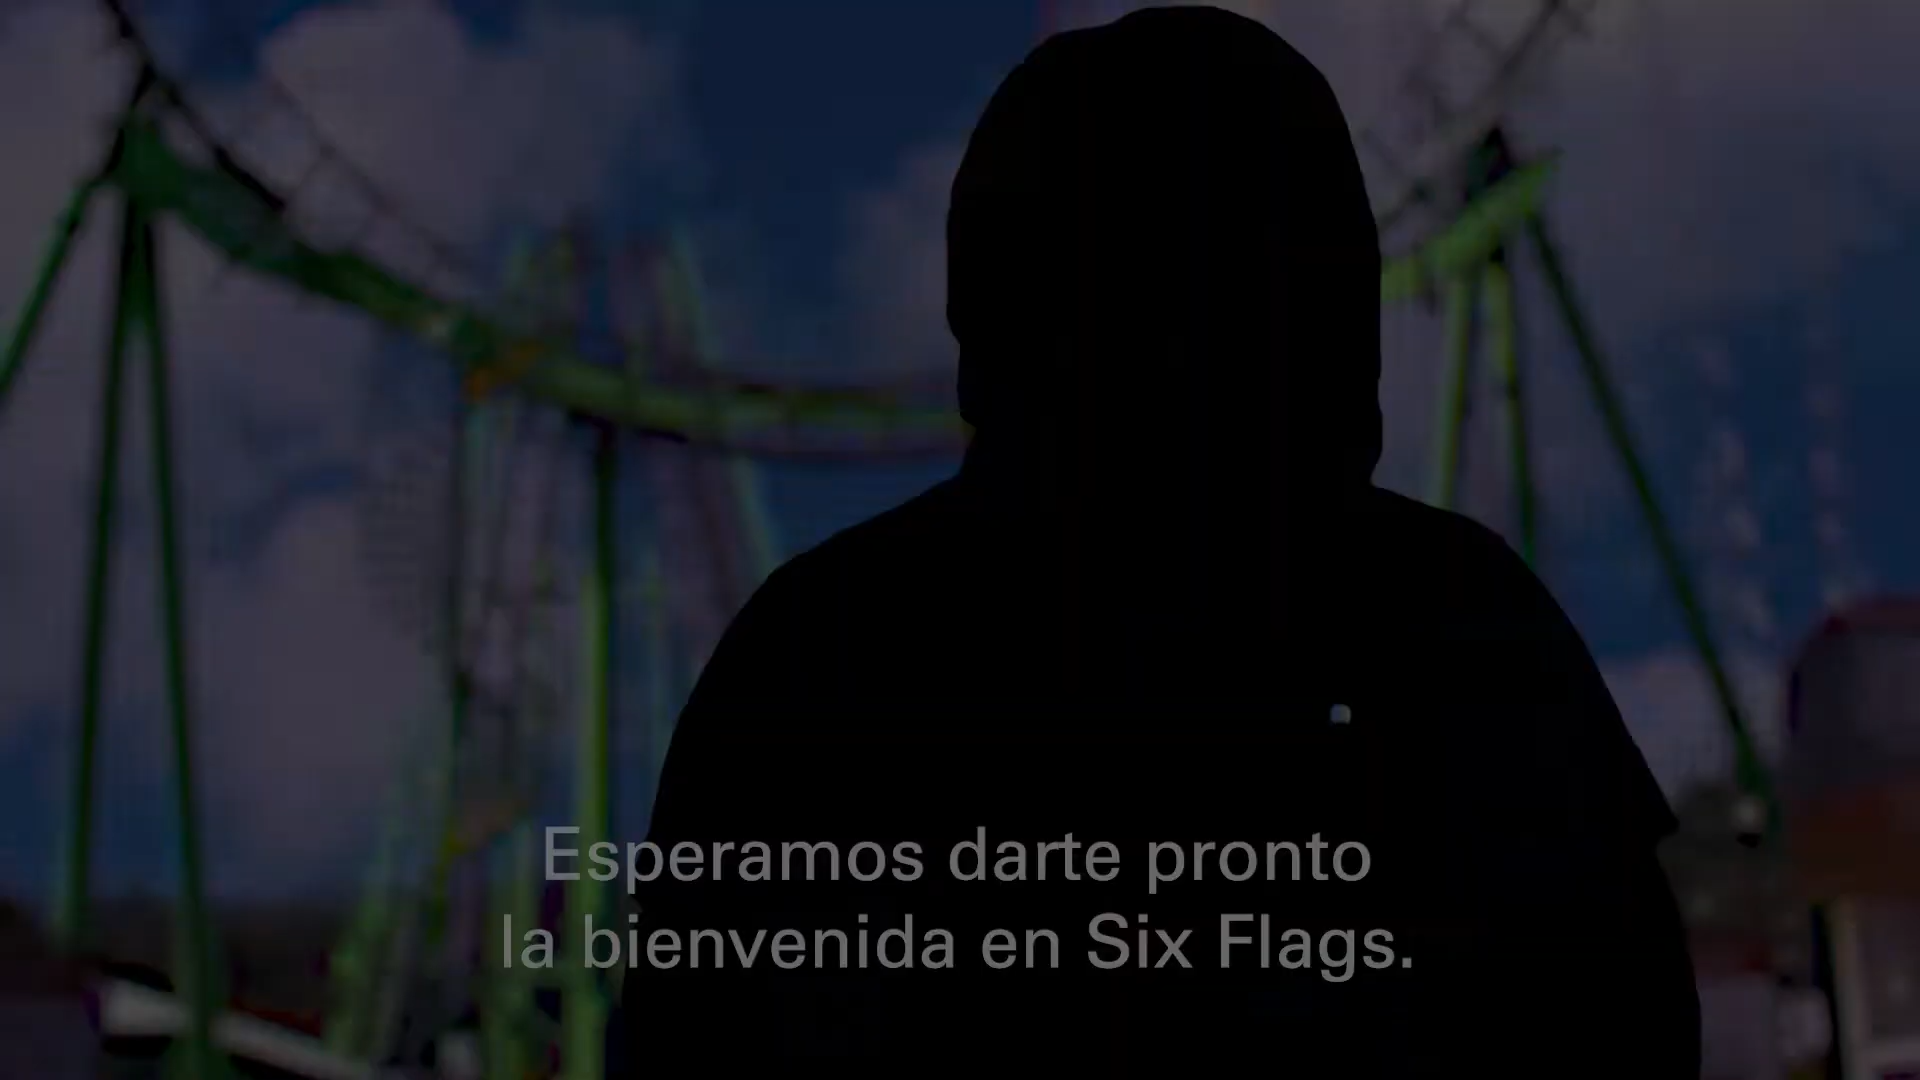 Esperamos darte pronto
la bienvenida en Six Flags.